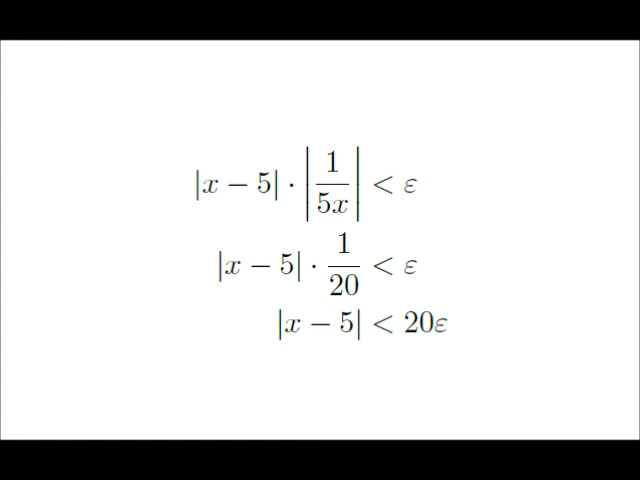 |x − 5| · |1/5x| < ε
|x − 5| · 1/20 < ε
|x − 5| < 20ε